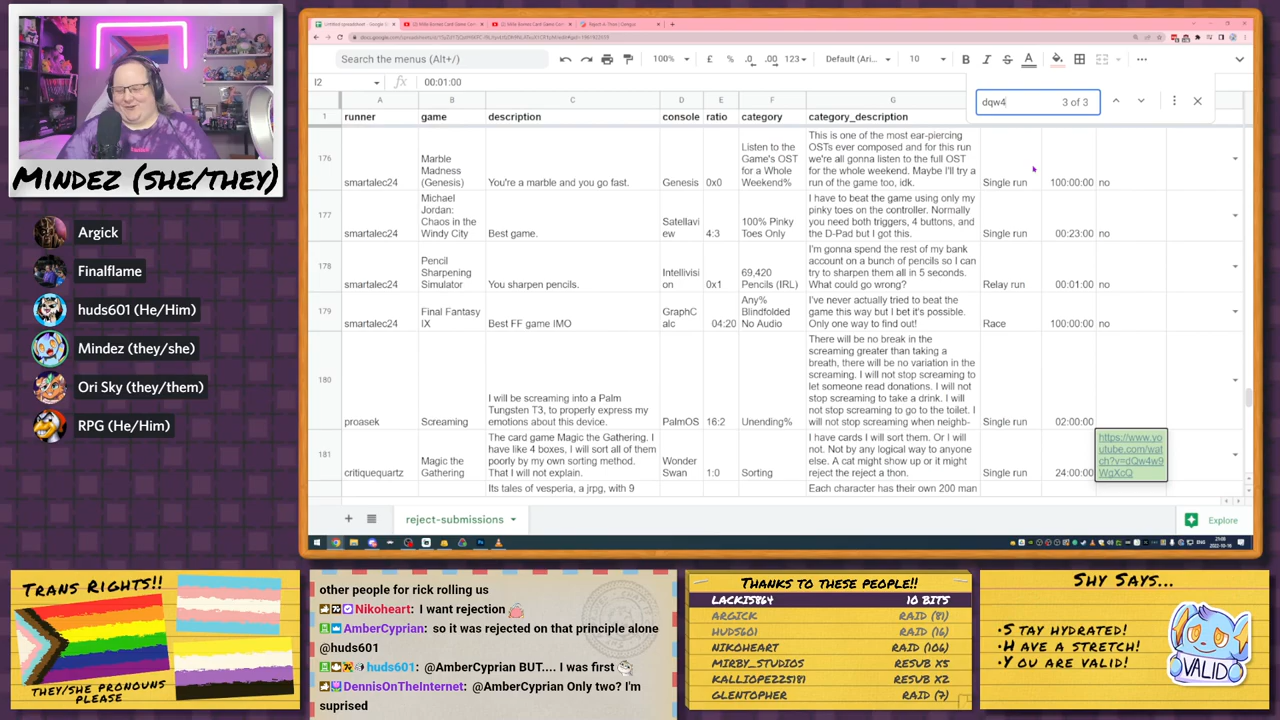 Mindez (she/they)
Argick
Finalflame
huds601 (He/Him)
Mindez (they/she)
Ori Sky (they/them)
RPG (He/Him)
Search the menus (Alt+/)
100%
£
%
.0
.00
123
Default (Ari...
10
B
I
S
A
I2
fx
00:01:00
dqw4
3 of 3
A
B
C
D
E
F
G
1
runner
game
description
console
ratio
category
category_description
176
smartalec24
Marble
Madness
(Genesis)
You're a marble and you go fast.
Genesis
0x0
Listen to the
Game's OST
for a Whole
Weekend%
This is one of the most ear-piercing
OSTs ever composed and for this run
we're all gonna listen to the full OST
for the whole weekend. Maybe I'll try a
run of the game too, idk.
Single run
100:00:00
no
177
smartalec24
Michael
Jordan:
Chaos in the
Windy City
Best game.
Satellavi
ew
4:3
100% Pinky
Toes Only
I have to beat the game using only my
pinky toes on the controller. Normally
you need both triggers, 4 buttons, and
the D-Pad but I got this.
Single run
00:23:00
no
178
smartalec24
Pencil
Sharpening
Simulator
You sharpen pencils.
Intellivisi
on
0x1
69,420
Pencils (IRL)
I'm gonna spend the rest of my bank
account on a bunch of pencils so I can
try to sharpen them all in 5 seconds.
What could go wrong?
Relay run
00:01:00
no
179
smartalec24
Final Fantasy
IX
Best FF game IMO
GraphC
alc
04:20
Any%
Blindfolded
No Audio
I've never actually tried to beat the
game this way but I bet it's possible.
Only one way to find out!
Race
100:00:00
no
180
proasek
Screaming
I will be screaming into a Palm
Tungsten T3, to properly express my
emotions about this device.
PalmOS
16:2
Unending%
There will be no break in the
screaming greater than taking a
breath, there will be no variation in the
screaming. I will not stop screaming to
let someone read donations. I will not
stop screaming to take a drink. I will
not stop screaming to go to the toilet. I
will not stop screaming when neighb-
Single run
02:00:00
181
critiquequartz
Magic the
Gathering
The card game Magic the Gathering. I
have like 4 boxes, I will sort all of them
poorly by my own sorting method.
That I will not explain.
Wonder
Swan
1:0
Sorting
I have cards I will sort them. Or I will
not. Not by any logical way to anyone
else. A cat might show up or it might
reject the reject a thon.
Single run
24:00:00
https://www.yo
utube.com/wat
ch?v=dQw4w9
WgXcQ
Its tales of vesperia, a jrpg, with 9
Each character has their own 200 man
reject-submissions
Explore
Trans Rights!!
They/she pronouns
please
other people for rick rolling us
Nikoheart: I want rejection
AmberCyprian: so it was rejected on that principle alone
@huds601
huds601: @AmberCyprian BUT.... I was first
DennisOnTheInternet: @AmberCyprian Only two? I'm
suprised
Thanks to these people!!
Lackis864 10 bits
Argick Raid (81)
Huds601 Raid (16)
Nikoheart Raid (106)
Mirby_Studios Resub x5
Kalliope225181 Resub x2
Glentopher Raid (7)
Shy Says...
•Stay hydrated!
•Have a stretch!
•You are valid!
VALID